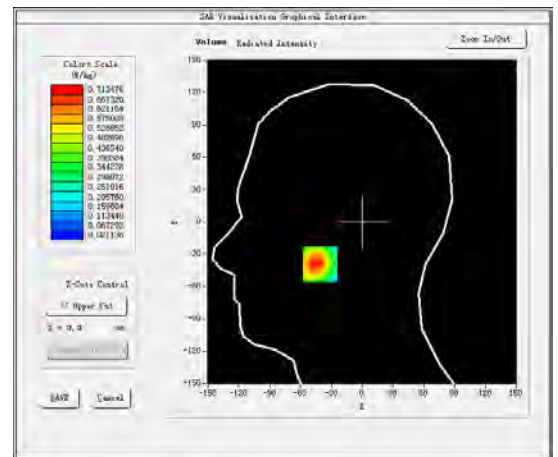 SAR Visualisation Graphical Interface
Volume Radiated Intensity
Zoom In/Out
Colors Scale
(W/kg)
0.713476
0.667320
0.621164
0.575008
0.528852
0.482696
0.436540
0.390384
0.344228
0.298072
0.251916
0.205760
0.159604
0.113448
0.067292
0.021136
150
120
90
60
30
0
-30
-60
-90
-120
-150
-150 -120 -90 -60 -30 0 30 60 90 120 150
X
Upper Cut
SAVE
Cancel